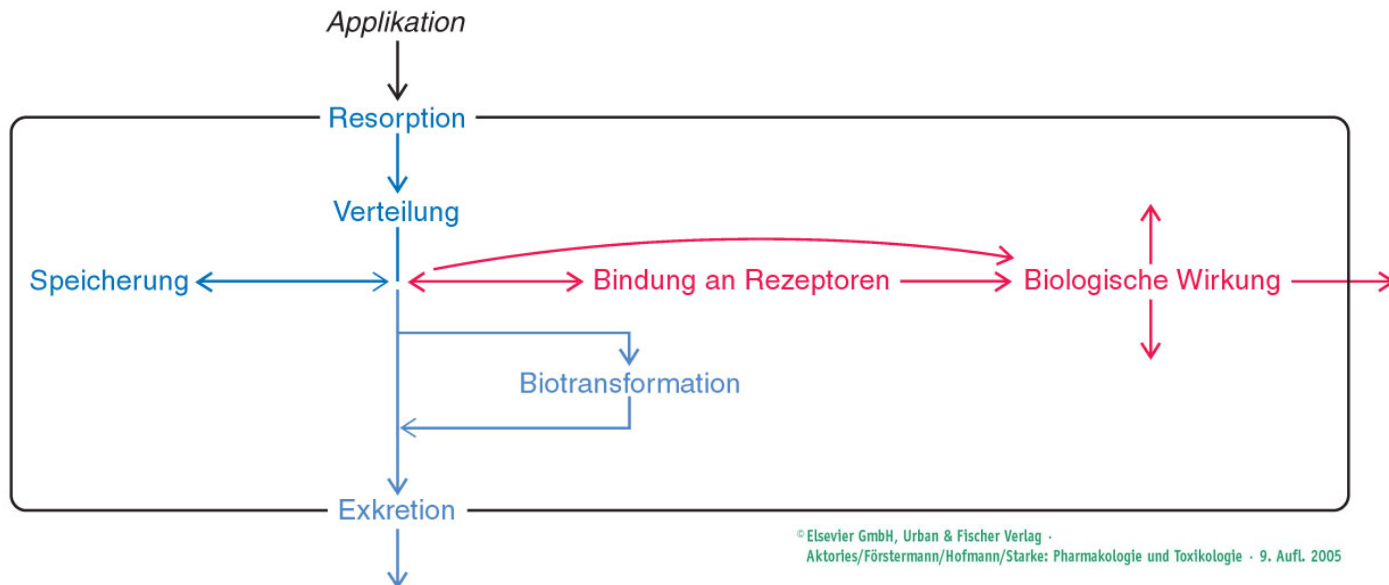 Applikation
Resorption
Verteilung
Speicherung
Bindung an Rezeptoren
Biologische Wirkung
Biotransformation
Exkretion
© Elsevier GmbH, Urban & Fischer Verlag ·
Aktories/Förstermann/Hofmann/Starke: Pharmakologie und Toxikologie · 9. Aufl. 2005